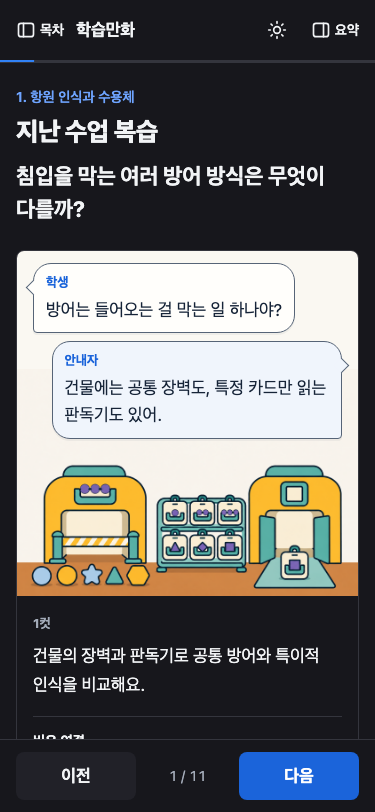 목차 학습만화 요약
1. 항원 인식과 수용체
지난 수업 복습
침입을 막는 여러 방어 방식은 무엇이
다를까?
학생
방어는 들어오는 걸 막는 일 하나야?
안내자
건물에는 공통 장벽도, 특정 카드만 읽는
판독기도 있어.
1컷
건물의 장벽과 판독기로 공통 방어와 특이적
인식을 비교해요.
이전 1 / 11 다음